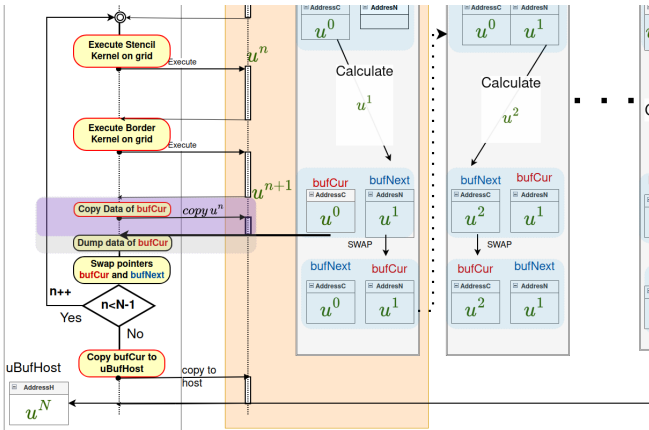 AddressC
AddresN
u^0
u^0
u^1
Execute Stencil
Kernel on grid
Execute
u^n
Calculate
u^1
Calculate
u^2
Execute Border
Kernel on grid
Execute
u^{n+1}
bufCur
bufNext
AddressC
AddressN
u^0
u^1
bufNext
bufCur
AddressC
AddressN
u^2
u^1
Copy Data of bufCur
copy u^n
Dump data of bufCur
SWAP
SWAP
Swap pointers
bufCur and bufNext
bufNext
bufCur
AddressC
AddressN
u^0
u^1
bufCur
bufNext
AddressC
AddressN
u^2
u^1
n++
n<N-1
Yes
No
Copy bufCur to
uBufHost
copy to
host
uBufHost
AddressH
u^N